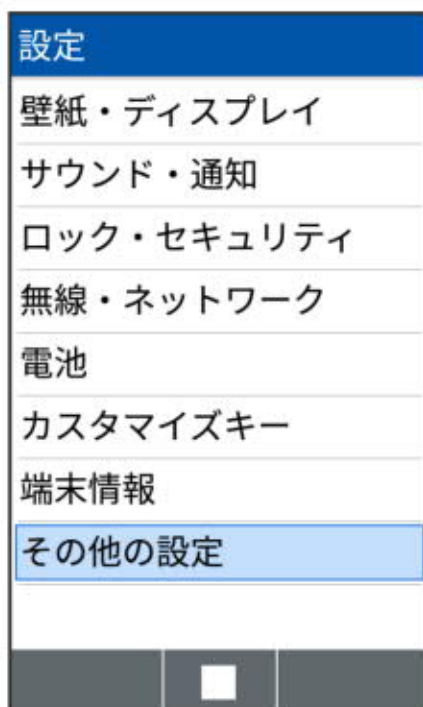 設定
壁紙・ディスプレイ
サウンド・通知
ロック・セキュリティ
無線・ネットワーク
電池
カスタマイズキー
端末情報
その他の設定